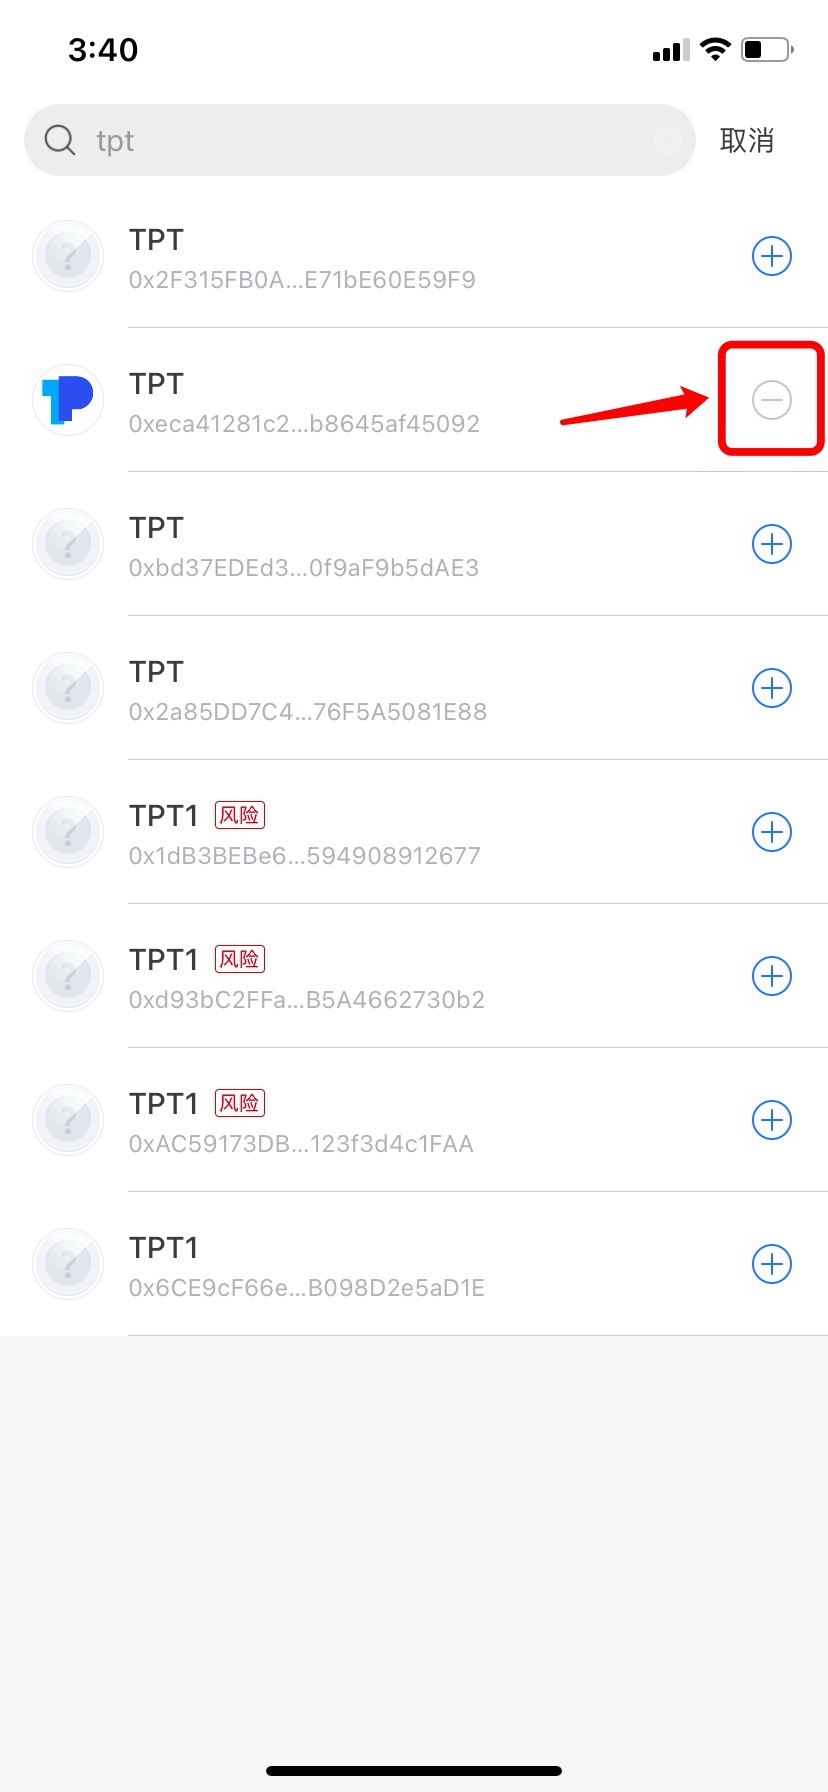 3:40
tpt
取消
TPT
0x2F315FB0A...E71bE60E59F9
TPT
0xeca41281c2...b8645af45092
TPT
0xbd37EDEd3...0f9aF9b5dAE3
TPT
0x2a85DD7C4...76F5A5081E88
TPT1 风险
0x1dB3BEBe6...594908912677
TPT1 风险
0xd93bC2FFa...B5A4662730b2
TPT1 风险
0xAC59173DB...123f3d4c1FAA
TPT1
0x6CE9cF66e...B098D2e5aD1E